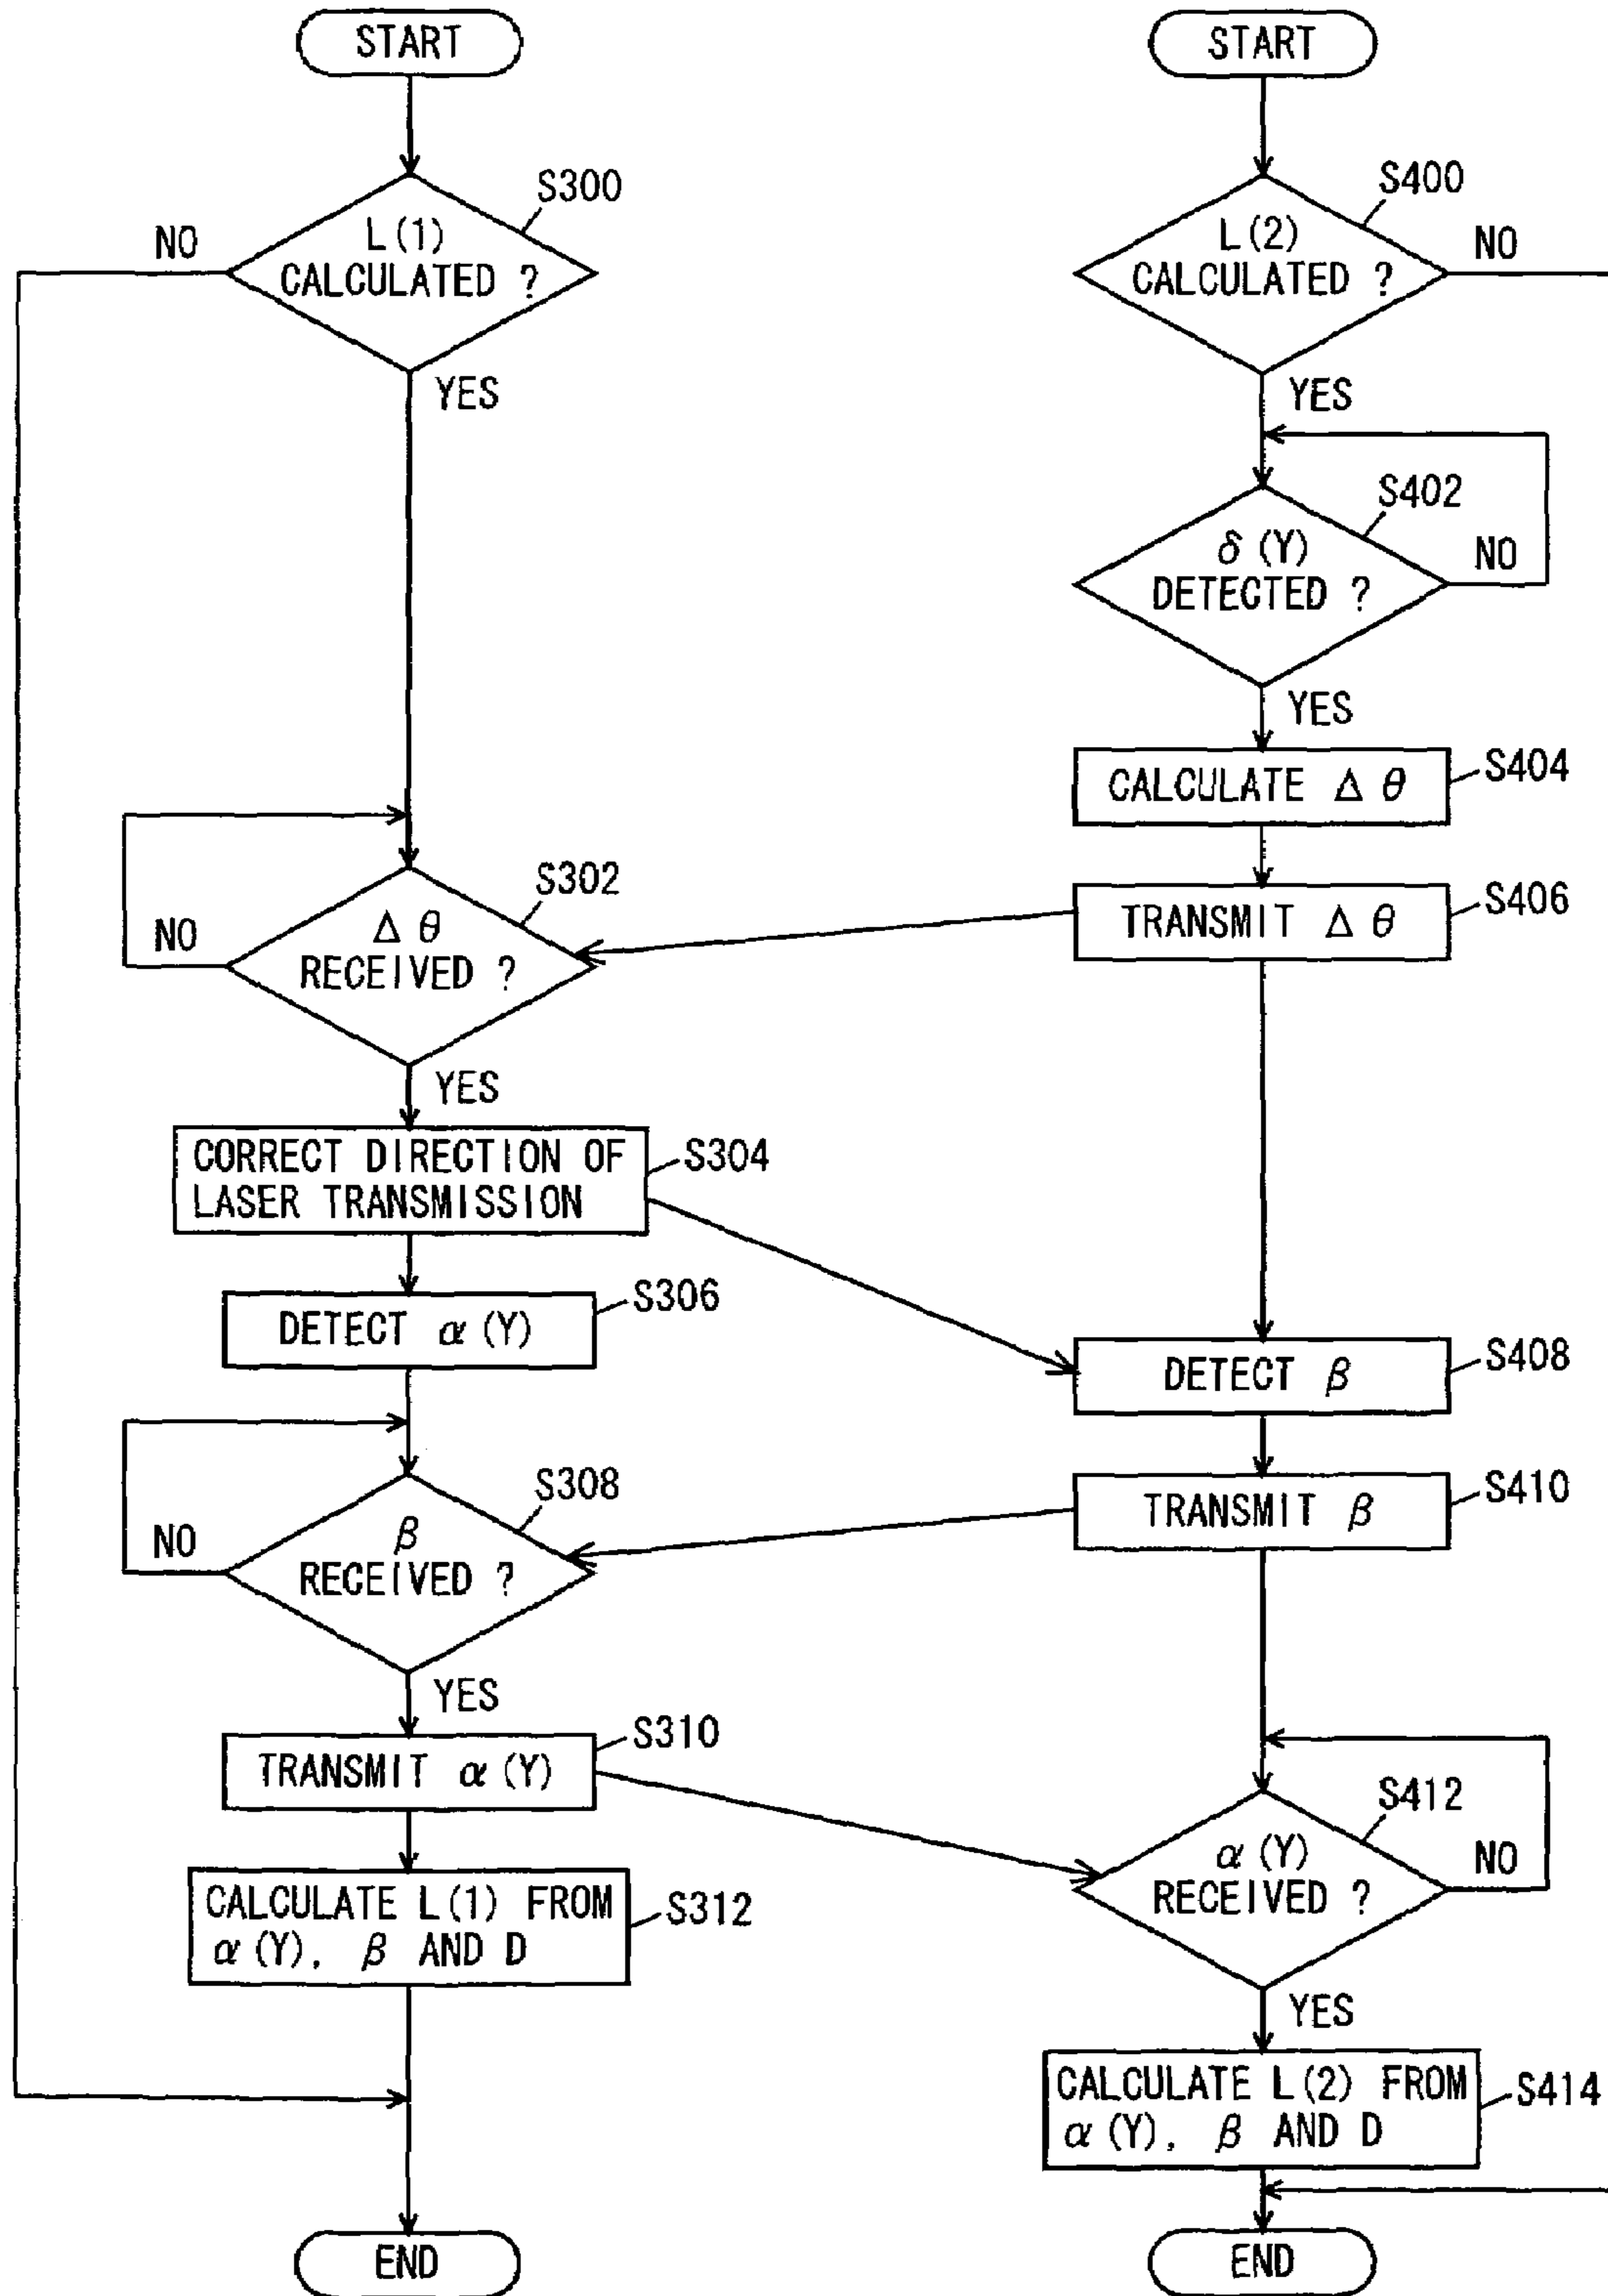 START
S300
L(1)
CALCULATED ?
NO
YES
S302
Δθ
RECEIVED ?
NO
YES
CORRECT DIRECTION OF
LASER TRANSMISSION
S304
DETECT α(Y)
S306
S308
β
RECEIVED ?
NO
YES
TRANSMIT α(Y)
S310
CALCULATE L(1) FROM
α(Y), β AND D
S312
END
START
S400
L(2)
CALCULATED ?
NO
YES
S402
δ(Y)
DETECTED ?
NO
YES
CALCULATE Δθ
S404
TRANSMIT Δθ
S406
DETECT β
S408
TRANSMIT β
S410
S412
α(Y)
RECEIVED ?
NO
YES
CALCULATE L(2) FROM
α(Y), β AND D
S414
END